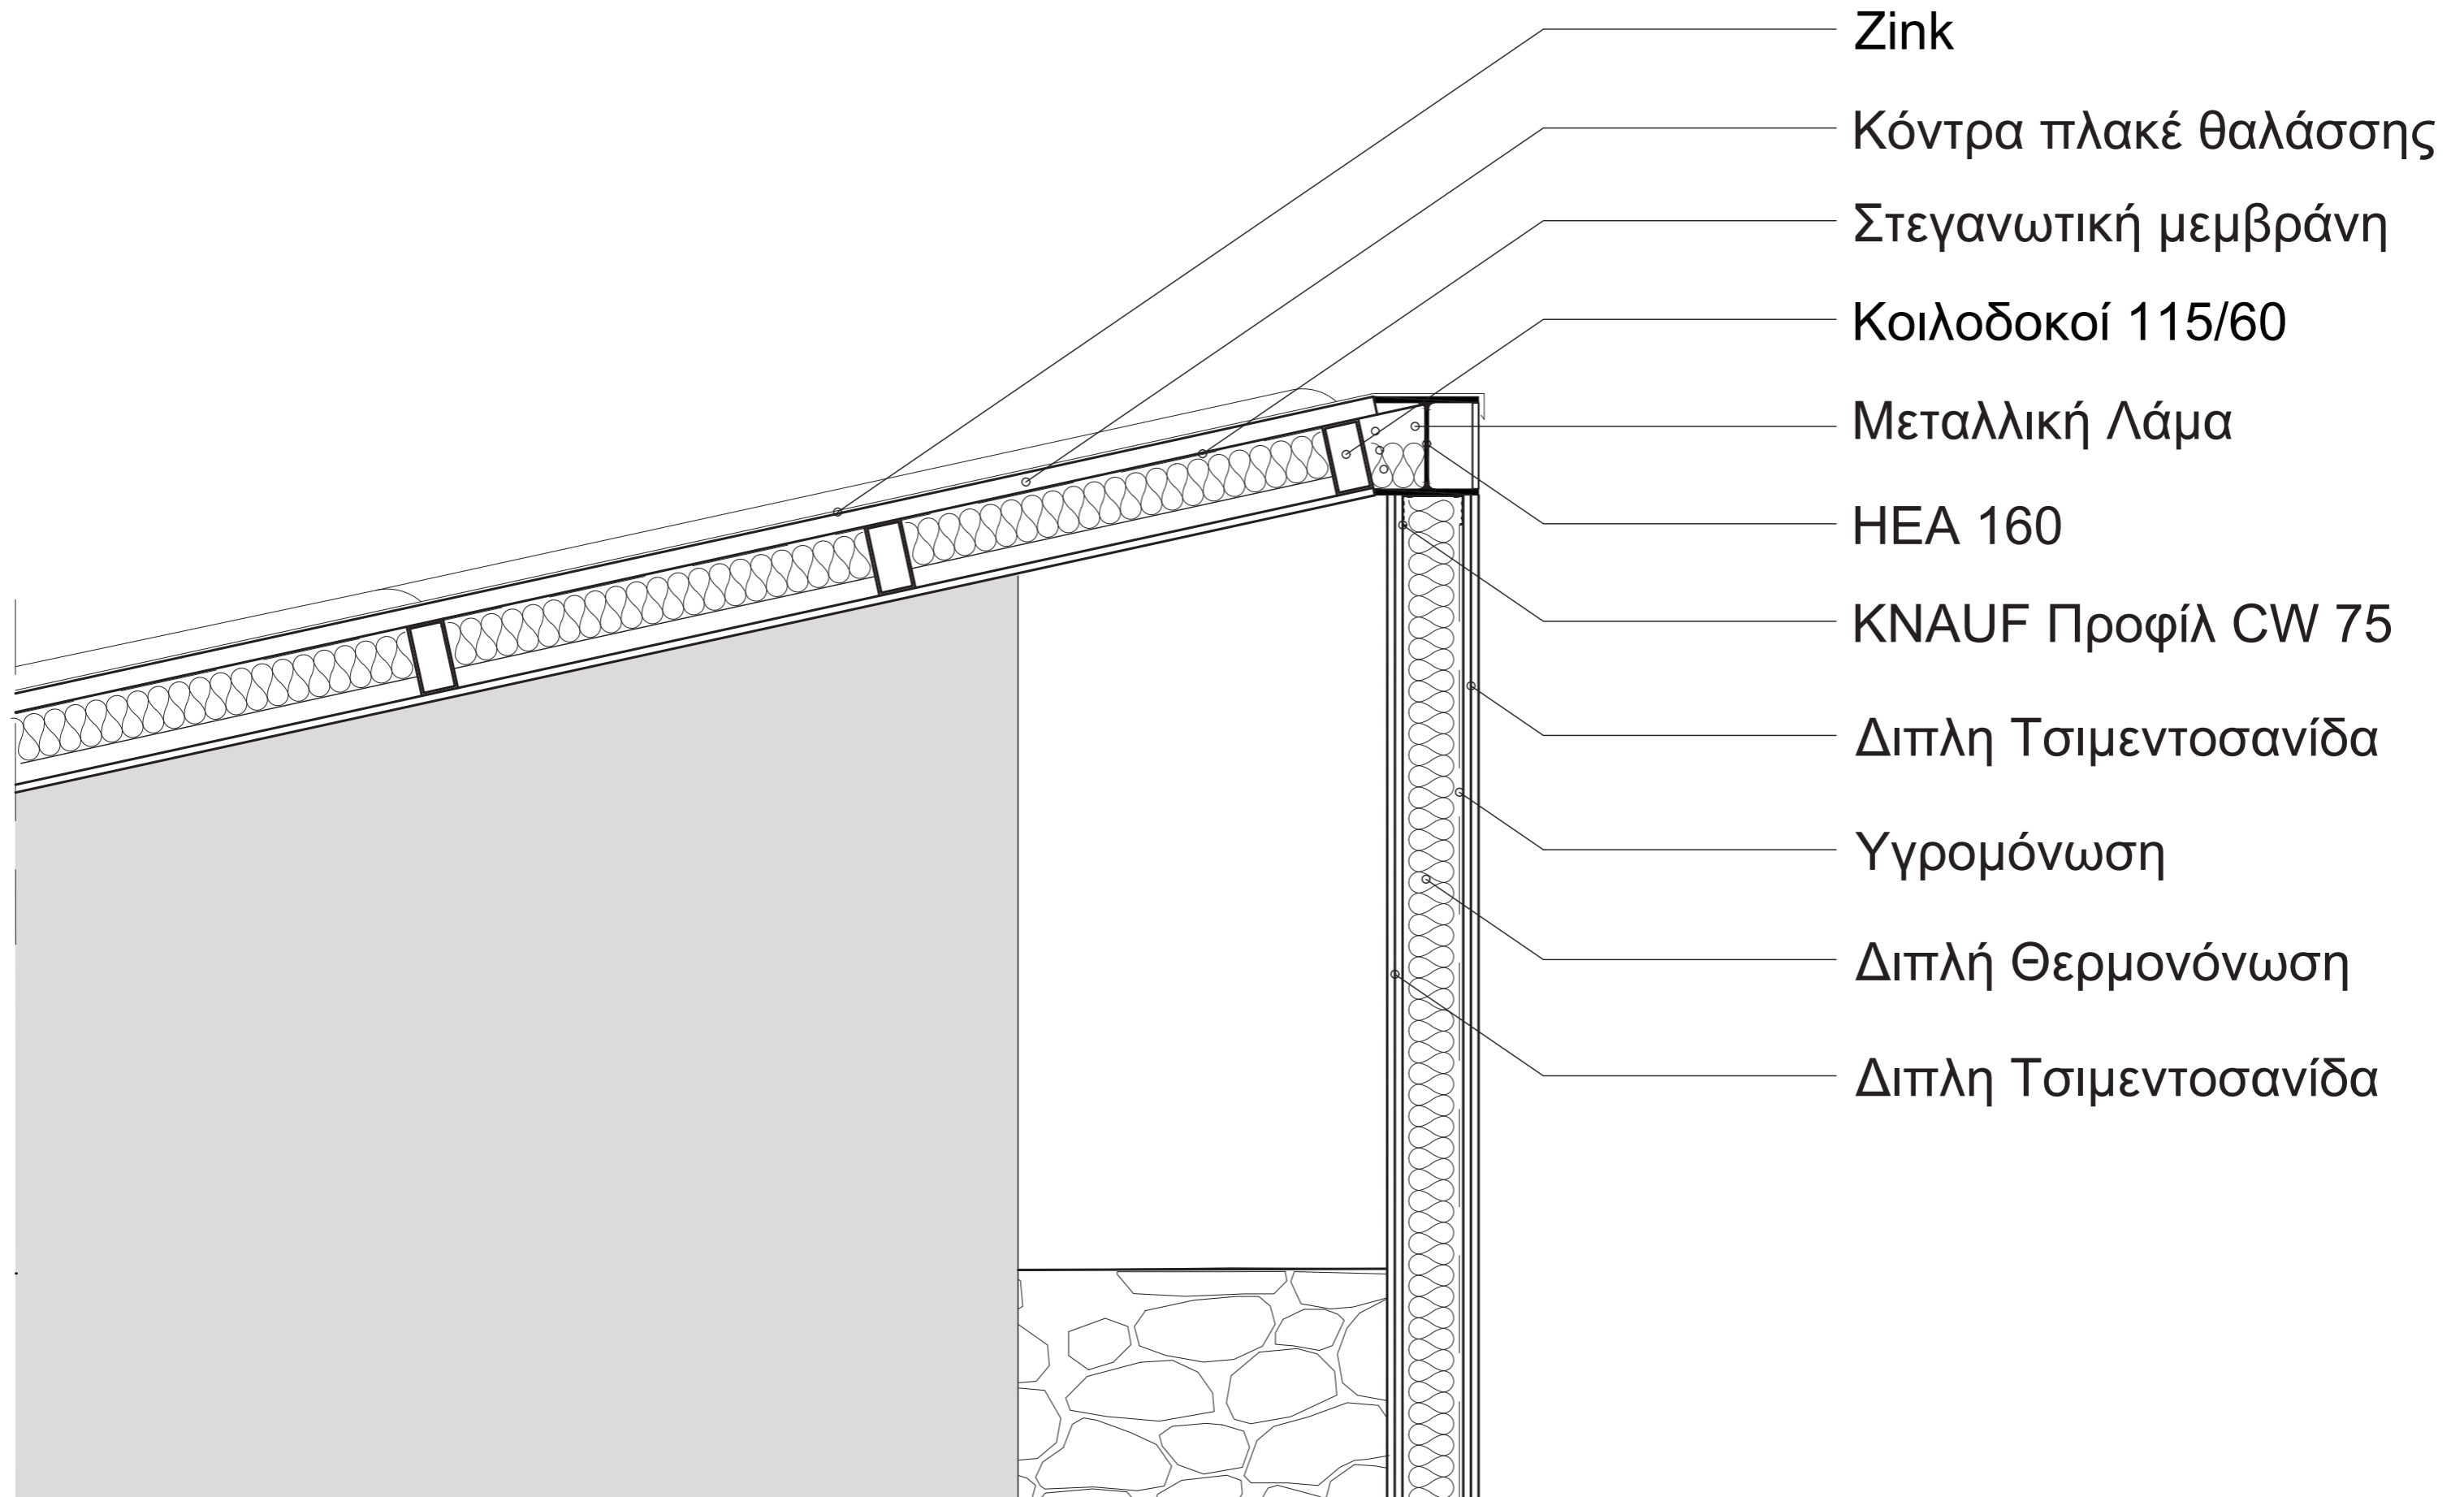 Zink
Κόντρα πλακέ θαλάσσης
Στεγανωτική μεμβράνη
Κοιλοδοκοί 115/60
Μεταλλική Λάμα
HEA 160
KNAUF Προφίλ CW 75
Διπλη Τσιμεντοσανίδα
Υγρομόνωση
Διπλή Θερμονόνωση
Διπλη Τσιμεντοσανίδα